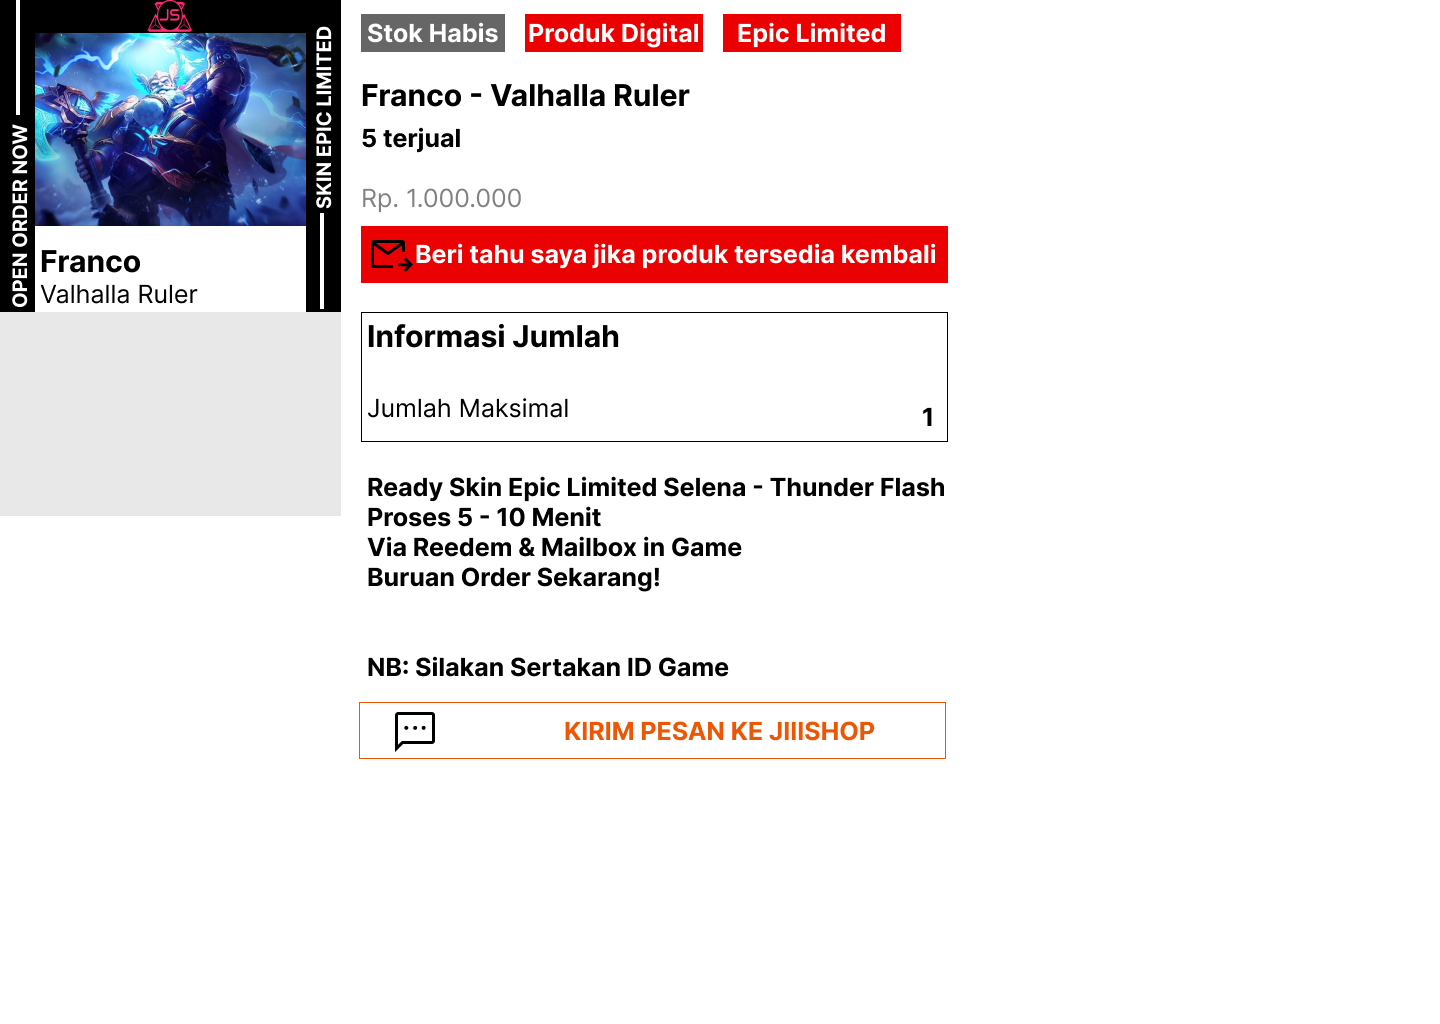 JS
OPEN ORDER NOW
SKIN EPIC LIMITED
Franco
Valhalla Ruler
Stok Habis
Produk Digital
Epic Limited
Franco - Valhalla Ruler
5 terjual
Rp. 1.000.000
Beri tahu saya jika produk tersedia kembali
Informasi Jumlah
Jumlah Maksimal
1
Ready Skin Epic Limited Selena - Thunder Flash
Proses 5 - 10 Menit
Via Reedem & Mailbox in Game
Buruan Order Sekarang!
NB: Silakan Sertakan ID Game
KIRIM PESAN KE JIIISHOP